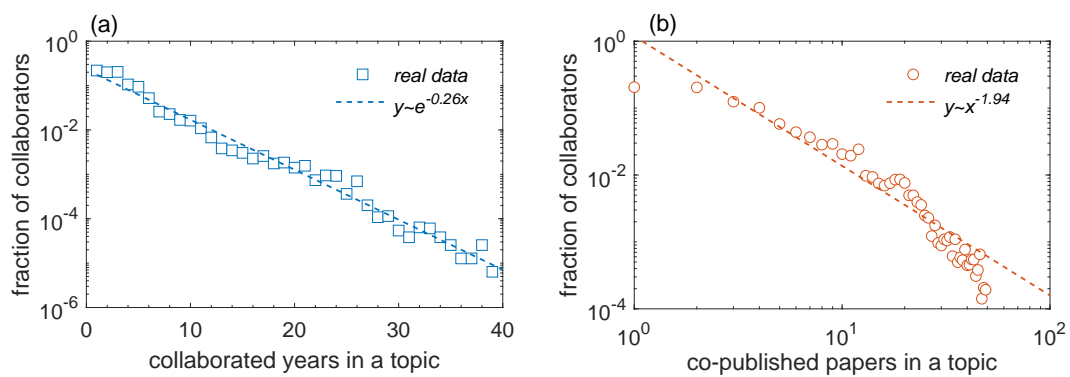 (a)
10^0
10^-2
10^-4
10^-6
fraction of collaborators
real data
y~e^-0.26x
0
10
20
30
40
collaborated years in a topic
(b)
10^0
10^-2
10^-4
fraction of collaborators
real data
y~x^-1.94
10^0
10^1
10^2
co-published papers in a topic